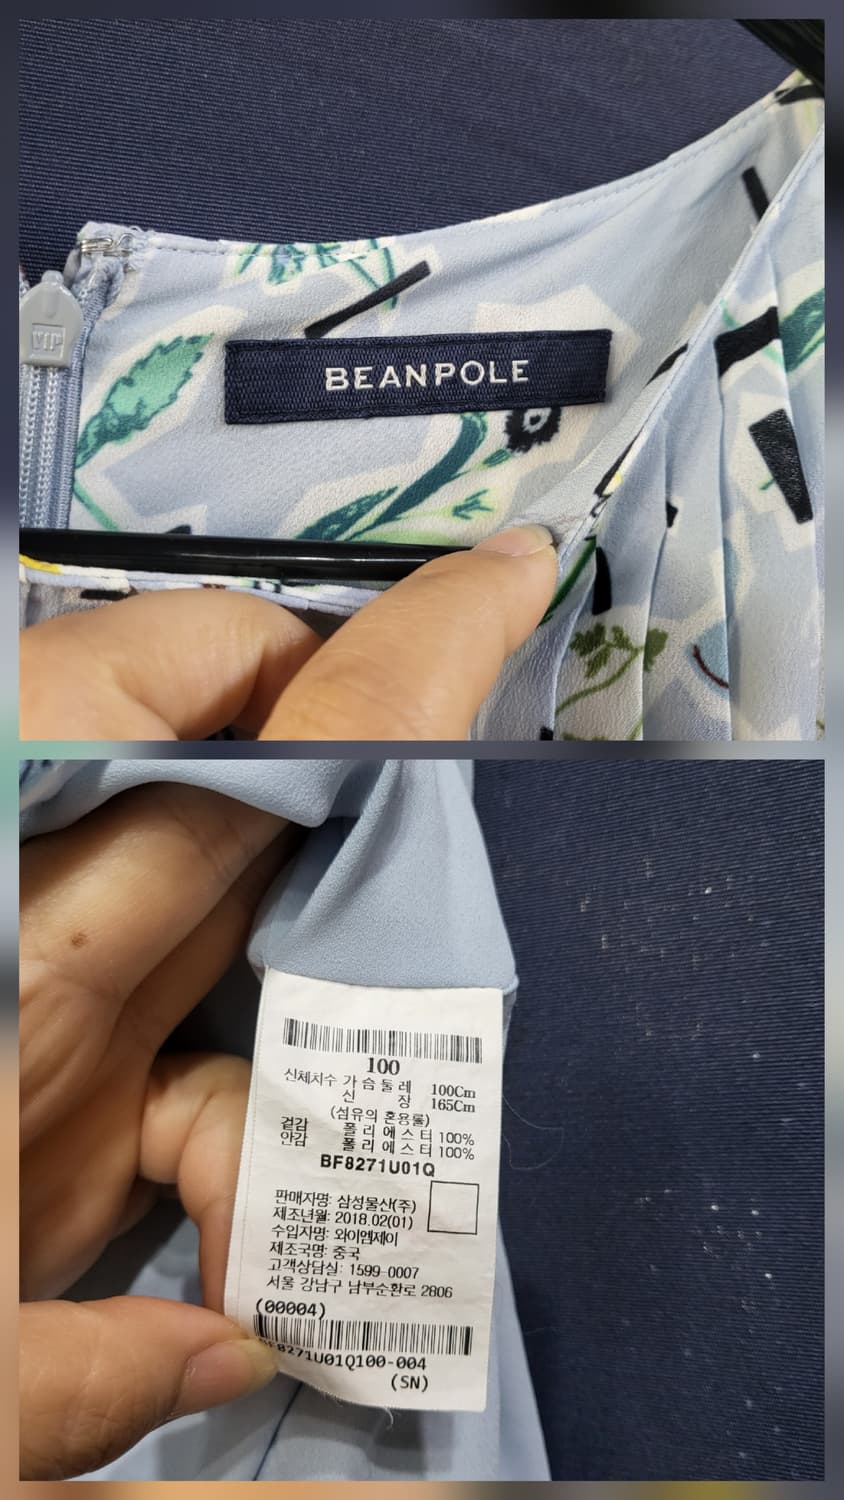 VIP
BEANPOLE
100
신체치수 가슴둘레 100Cm
신 장 165Cm
(섬유의 혼용률)
겉감 폴리에스터 100%
안감 폴리에스터 100%
BF8271U01Q
판매자명: 삼성물산(주)
제조년월: 2018.02(01)
수입자명: 와이엠제이
제조국명: 중국
고객상담실: 1599-0007
서울 강남구 남부순환로 2806
(00004)
BF8271U01Q100-004
(SN)